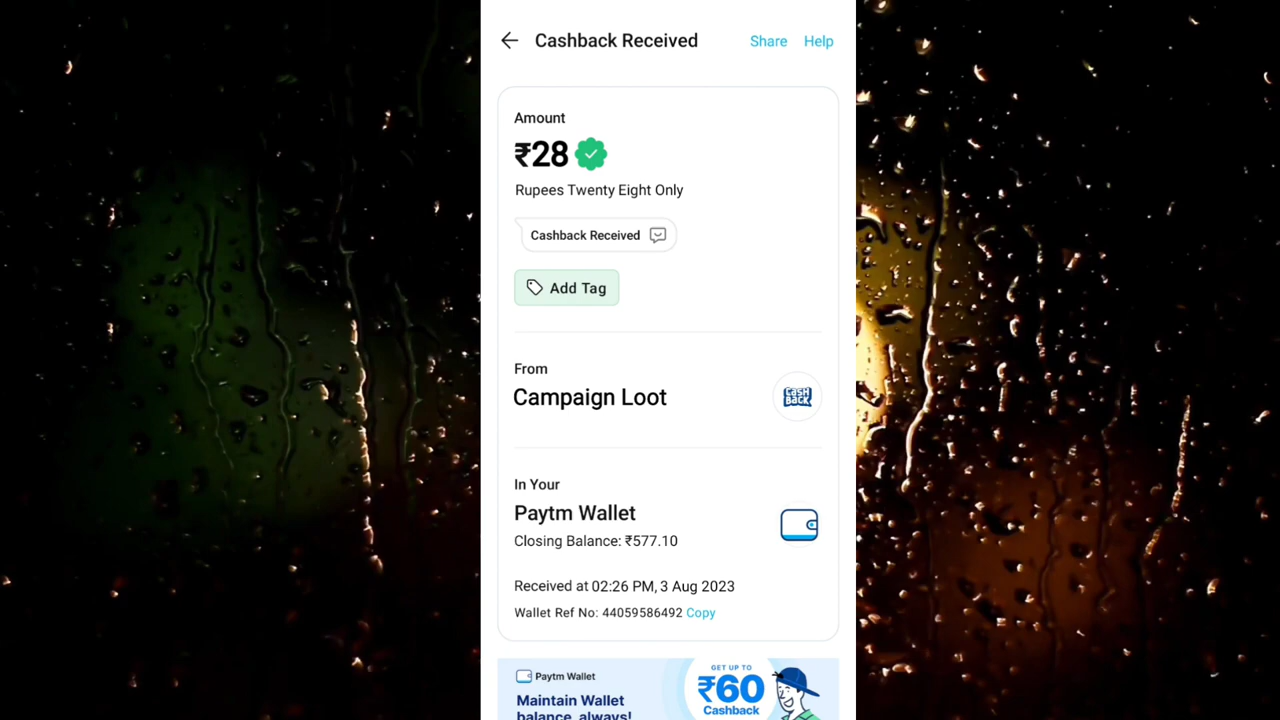 Cashback Received
Share Help
Amount
₹28
Rupees Twenty Eight Only
Cashback Received
Add Tag
From
Campaign Loot
CASH
BACK
In Your
Paytm Wallet
Closing Balance: ₹577.10
Received at 02:26 PM, 3 Aug 2023
Wallet Ref No: 44059586492 Copy
Paytm Wallet
Maintain Wallet
balance, always!
GET UP TO
₹60
Cashback